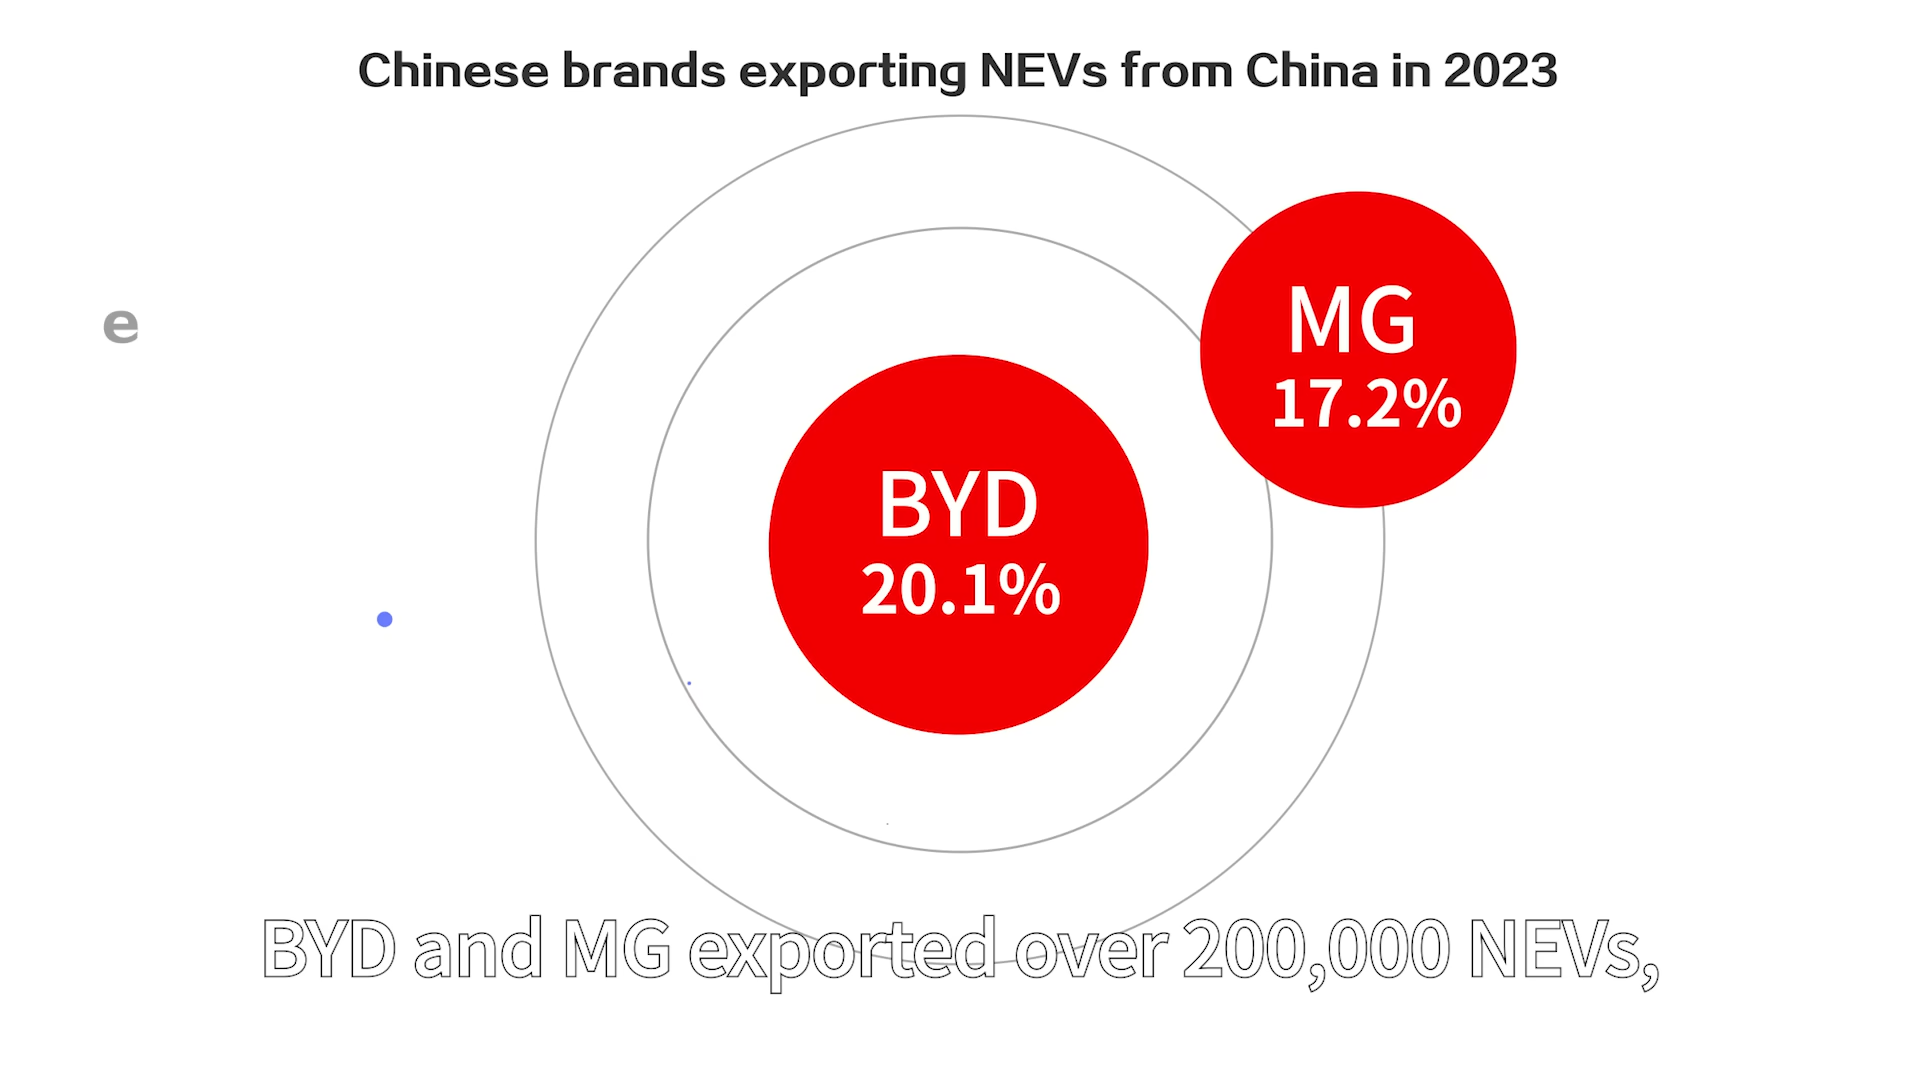 Chinese brands exporting NEVs from China in 2023
e
MG
17.2%
BYD
20.1%
BYD and MG exported over 200,000 NEVs,